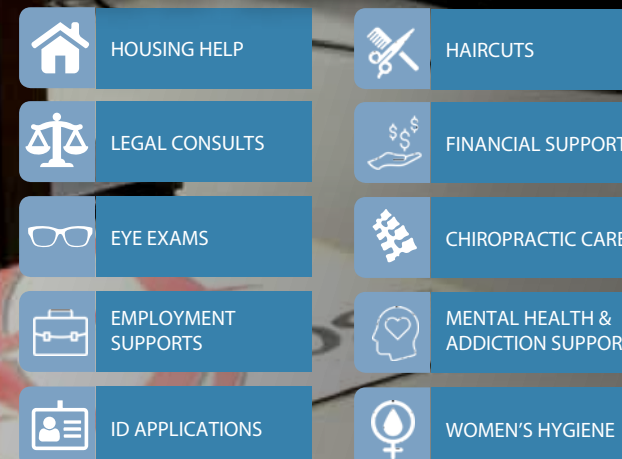 HOUSING HELP
HAIRCUTS
LEGAL CONSULTS
FINANCIAL SUPPORT
EYE EXAMS
CHIROPRACTIC CARE
EMPLOYMENT
SUPPORTS
MENTAL HEALTH &
ADDICTION SUPPOR
ID APPLICATIONS
WOMEN'S HYGIENE